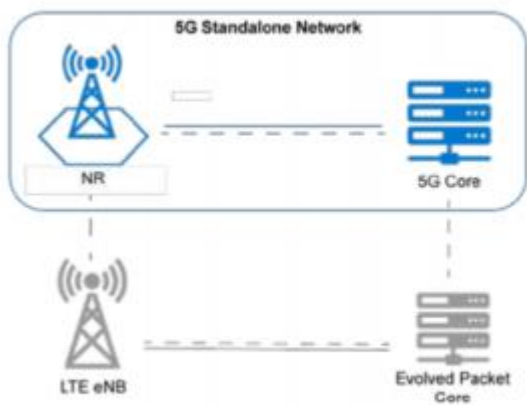 5G Standalone Network
NR
5G Core
LTE eNB
Evolved Packet
Core